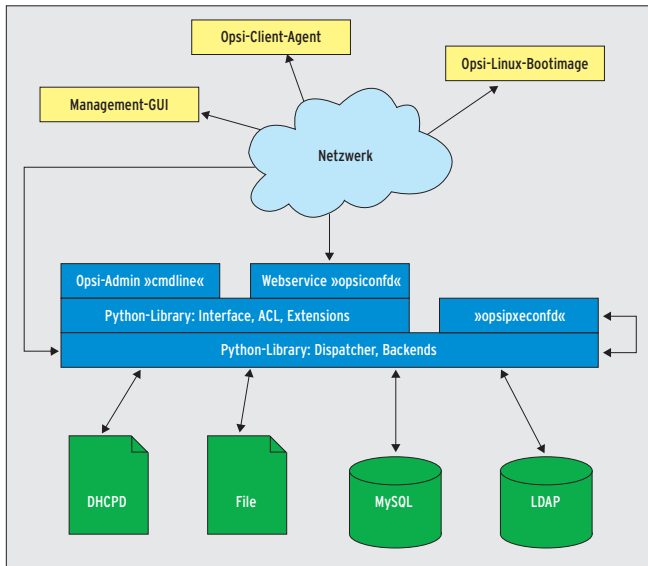 Opsi-Client-Agent
Opsi-Linux-Bootimage
Management-GUI
Netzwerk
Opsi-Admin »cmdline«
Webservice »opsiconfd«
Python-Library: Interface, ACL, Extensions
»opsipxeconfd«
Python-Library: Dispatcher, Backends
DHCPD
File
MySQL
LDAP